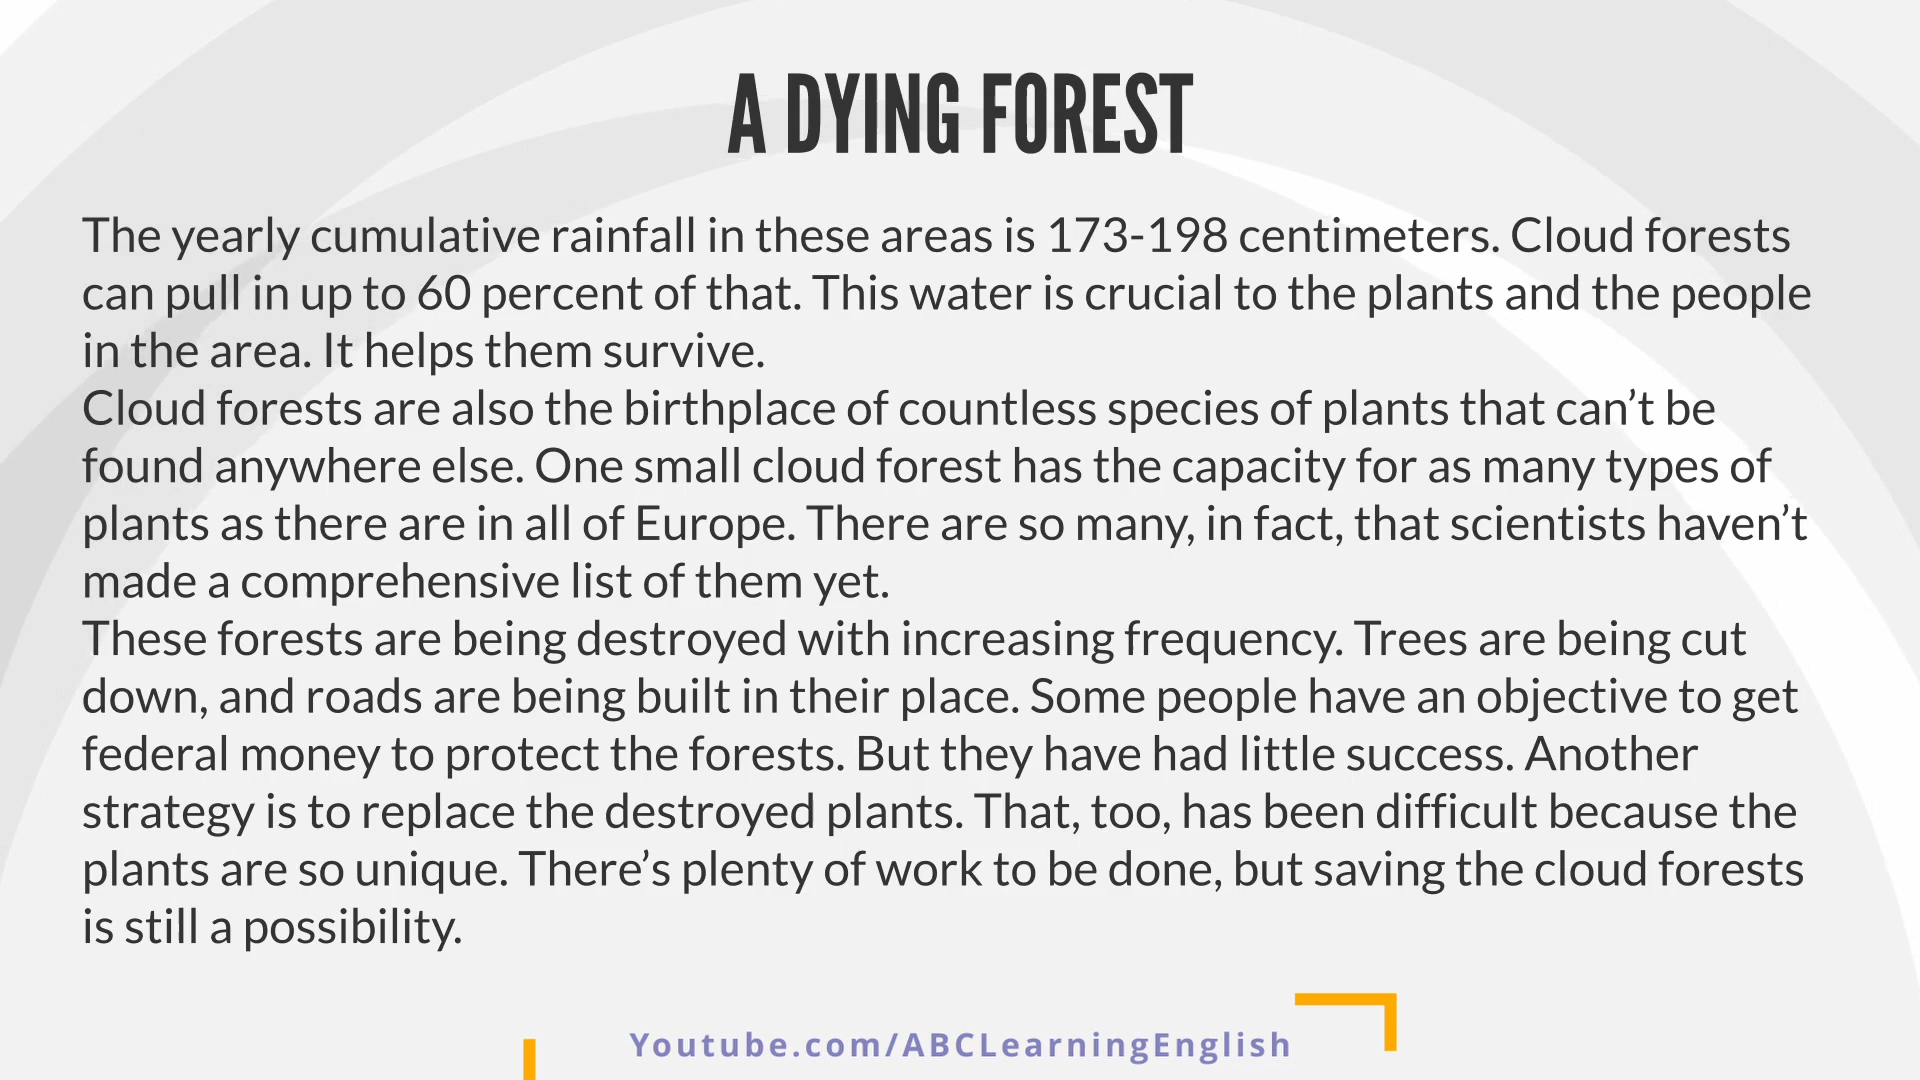 A DYING FOREST
The yearly cumulative rainfall in these areas is 173-198 centimeters. Cloud forests
can pull in up to 60 percent of that. This water is crucial to the plants and the people
in the area. It helps them survive.
Cloud forests are also the birthplace of countless species of plants that can’t be
found anywhere else. One small cloud forest has the capacity for as many types of
plants as there are in all of Europe. There are so many, in fact, that scientists haven’t
made a comprehensive list of them yet.
These forests are being destroyed with increasing frequency. Trees are being cut
down, and roads are being built in their place. Some people have an objective to get
federal money to protect the forests. But they have had little success. Another
strategy is to replace the destroyed plants. That, too, has been difficult because the
plants are so unique. There’s plenty of work to be done, but saving the cloud forests
is still a possibility.
Youtube.com/ABCLearningEnglish